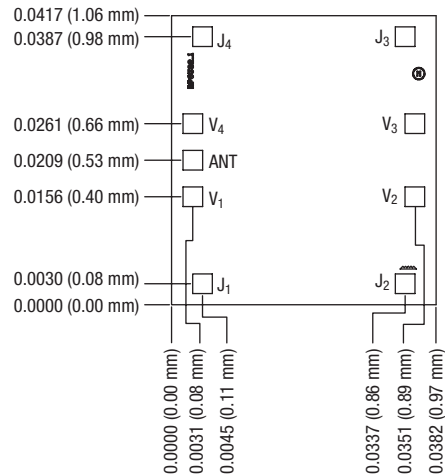 0.0417 (1.06 mm)
0.0387 (0.98 mm)
J4
J3
V4
V3
0.0261 (0.66 mm)
0.0209 (0.53 mm)
ANT
0.0156 (0.40 mm)
V1
V2
0.0030 (0.08 mm)
J1
J2
0.0000 (0.00 mm)
0.0000 (0.00 mm)
0.0031 (0.08 mm)
0.0045 (0.11 mm)
0.0337 (0.86 mm)
0.0351 (0.89 mm)
0.0382 (0.97 mm)